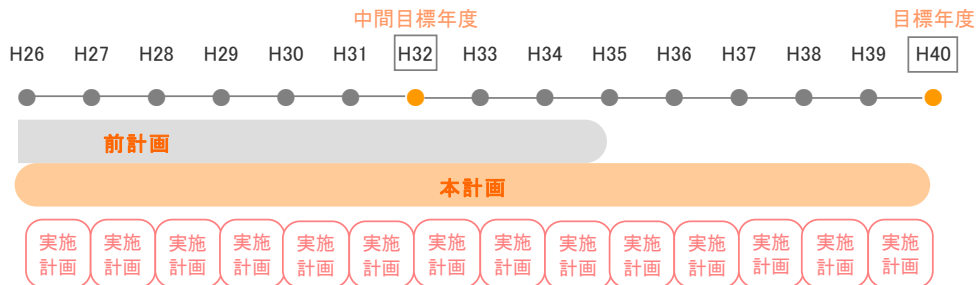 中間目標年度 目標年度
H26 H27 H28 H29 H30 H31 H32 H33 H34 H35 H36 H37 H38 H39 H40
前計画
本計画
実施 実施 実施 実施 実施 実施 実施 実施 実施 実施 実施 実施 実施 実施
計画 計画 計画 計画 計画 計画 計画 計画 計画 計画 計画 計画 計画 計画